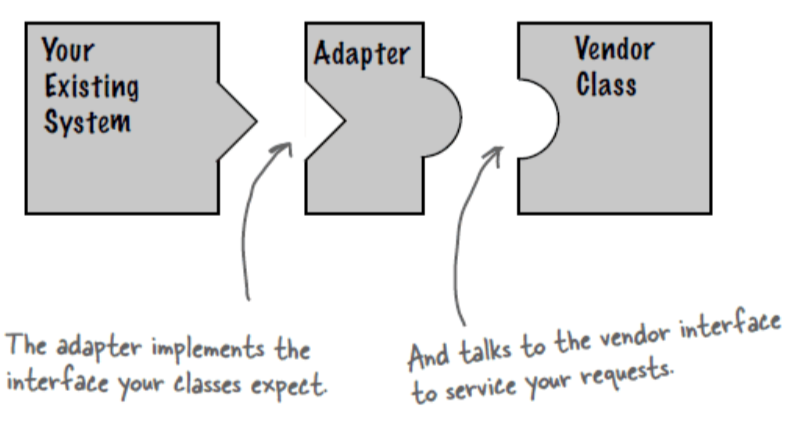 Your
Existing
System
Adapter
Vendor
Class
The adapter implements the
interface your classes expect.
And talks to the vendor interface
to service your requests.